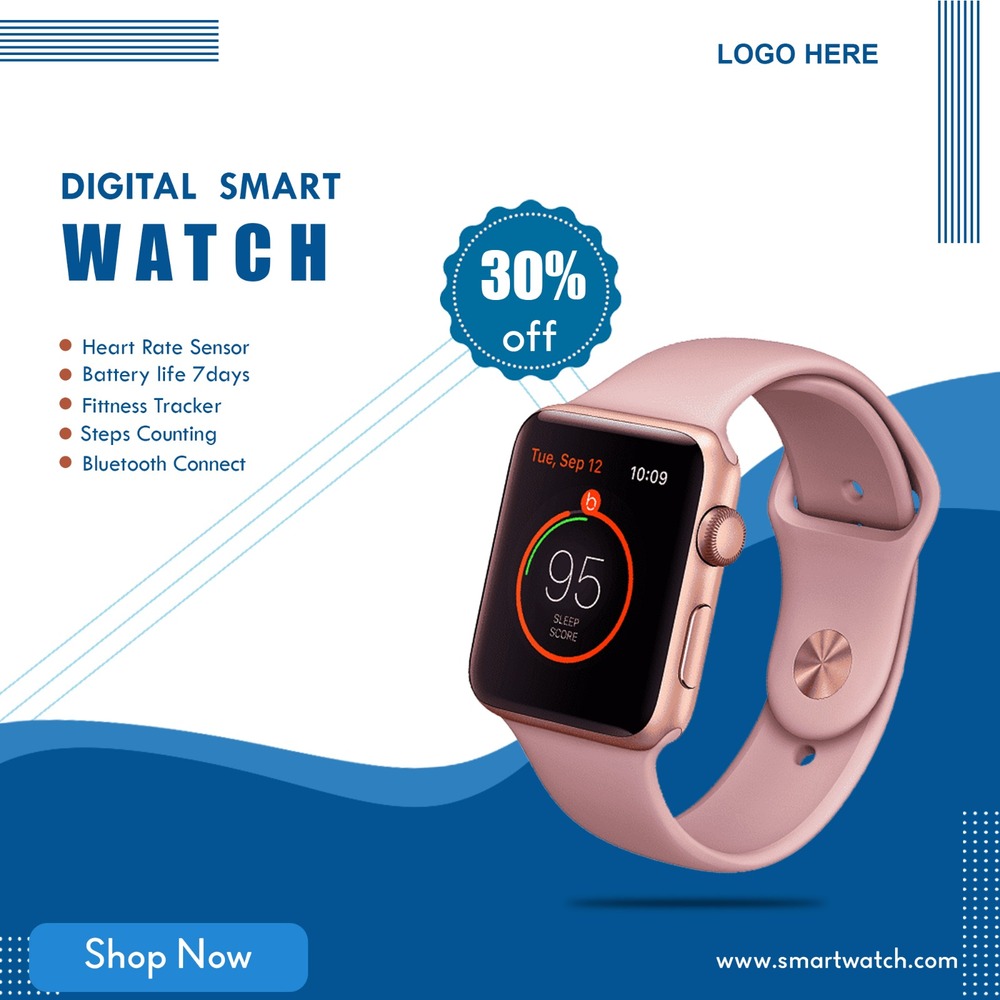 LOGO HERE
DIGITAL SMART
WATCH
30%
off
Heart Rate Sensor
Battery life 7days
Fittness Tracker
Steps Counting
Bluetooth Connect
Tue, Sep 12
10:09
b
95
SLEEP
SCORE
Shop Now
www.smartwatch.com